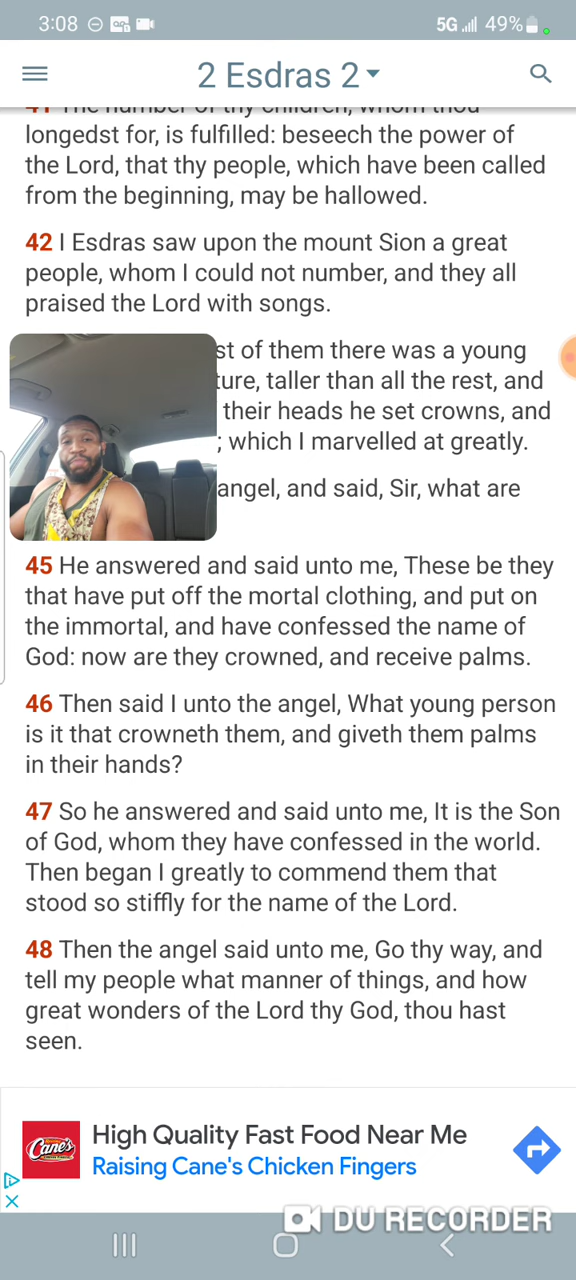 3:08
5G 49%
2 Esdras 2
41 The number of thy children, whom thou
longedst for, is fulfilled: beseech the power of
the Lord, that thy people, which have been called
from the beginning, may be hallowed.
42 I Esdras saw upon the mount Sion a great
people, whom I could not number, and they all
praised the Lord with songs.
st of them there was a young
ture, taller than all the rest, and
their heads he set crowns, and
; which I marvelled at greatly.
angel, and said, Sir, what are
45 He answered and said unto me, These be they
that have put off the mortal clothing, and put on
the immortal, and have confessed the name of
God: now are they crowned, and receive palms.
46 Then said I unto the angel, What young person
is it that crowneth them, and giveth them palms
in their hands?
47 So he answered and said unto me, It is the Son
of God, whom they have confessed in the world.
Then began I greatly to commend them that
stood so stiffly for the name of the Lord.
48 Then the angel said unto me, Go thy way, and
tell my people what manner of things, and how
great wonders of the Lord thy God, thou hast
seen.
High Quality Fast Food Near Me
Raising Cane's Chicken Fingers
Cane's
DU RECORDER